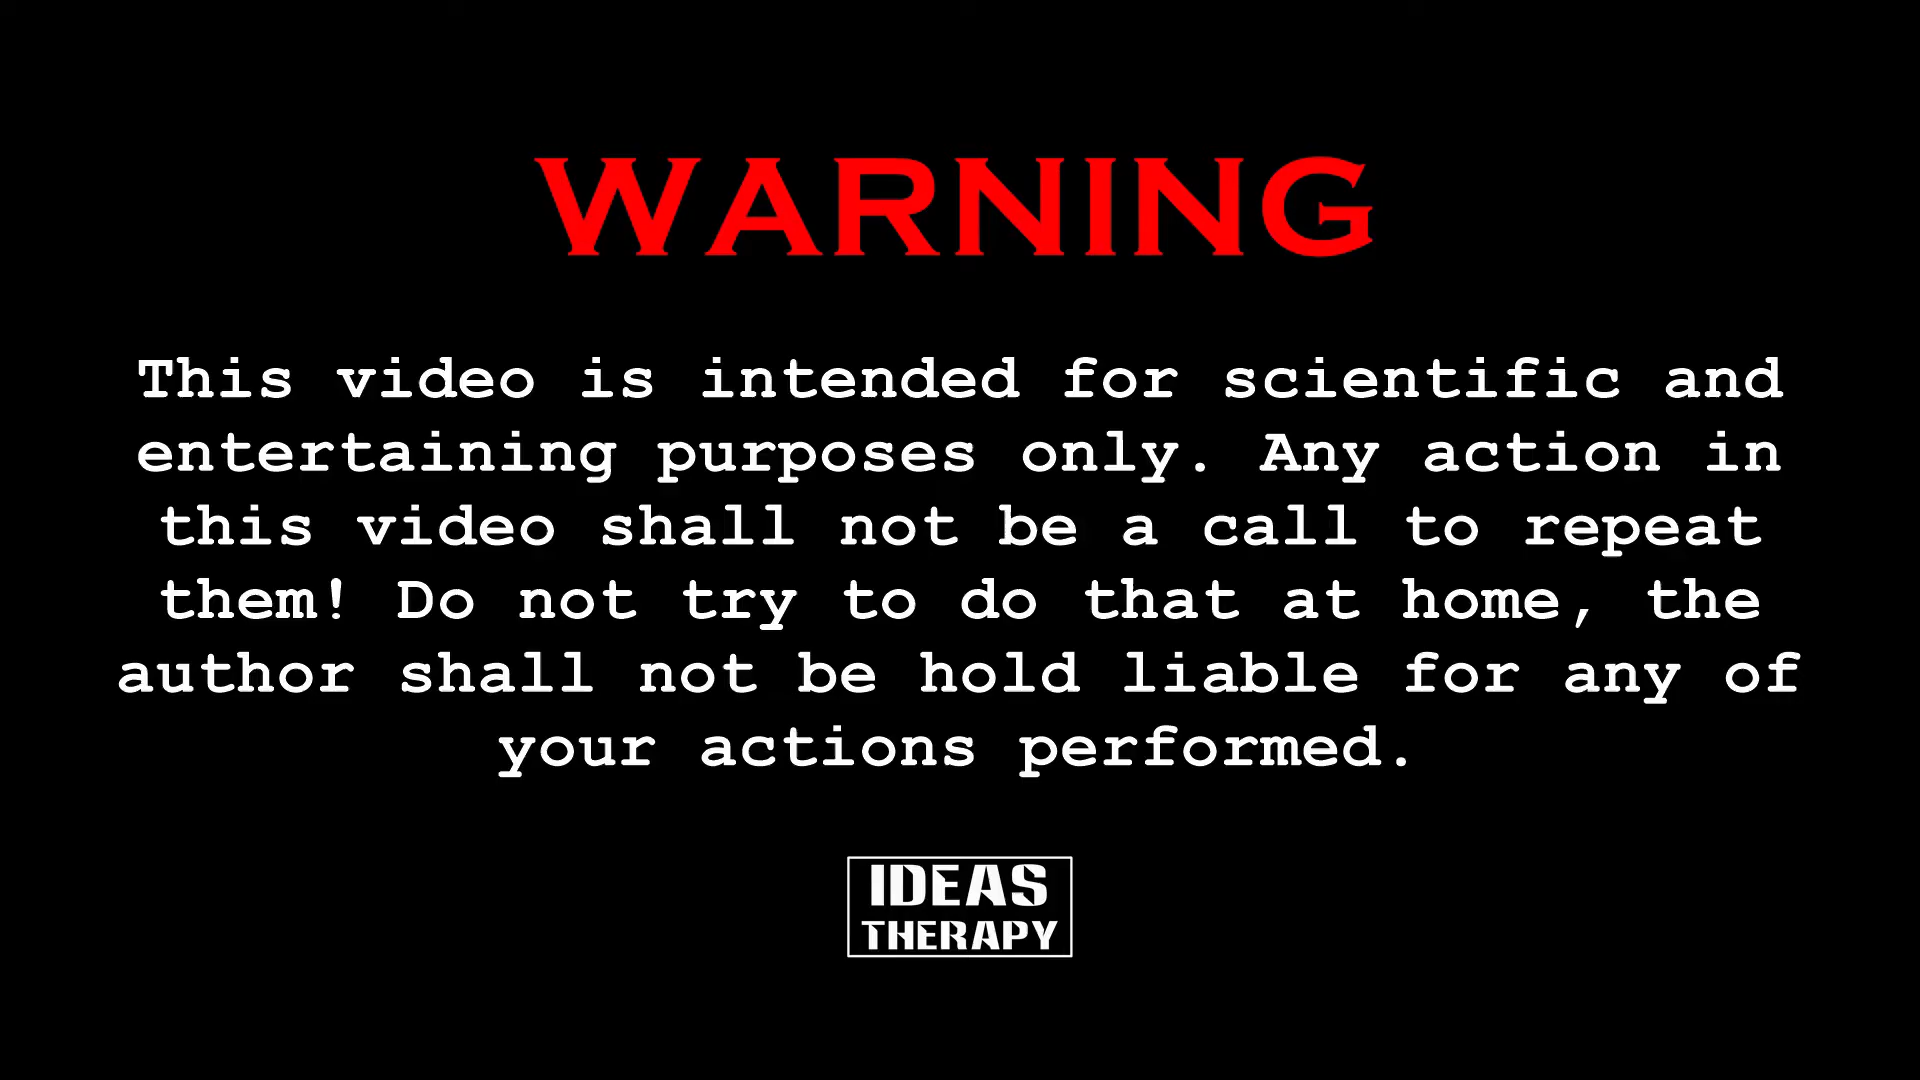 WARNING
This video is intended for scientific and
entertaining purposes only. Any action in
this video shall not be a call to repeat
them! Do not try to do that at home, the
author shall not be hold liable for any of
your actions performed.
IDEAS
THERAPY